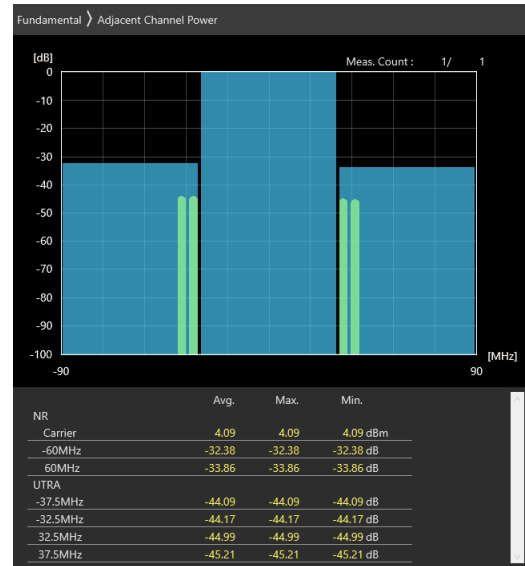 Fundamental 〉 Adjacent Channel Power
[dB]
Meas. Count : 1/ 1
0
-10
-20
-30
-40
-50
-60
-70
-80
-90
-100
[MHz]
-90 90
Avg. Max. Min.
NR
Carrier 4.09 4.09 4.09 dBm
-60MHz -32.38 -32.38 -32.38 dB
60MHz -33.86 -33.86 -33.86 dB
UTRA
-37.5MHz -44.09 -44.09 -44.09 dB
-32.5MHz -44.17 -44.17 -44.17 dB
32.5MHz -44.99 -44.99 -44.99 dB
37.5MHz -45.21 -45.21 -45.21 dB